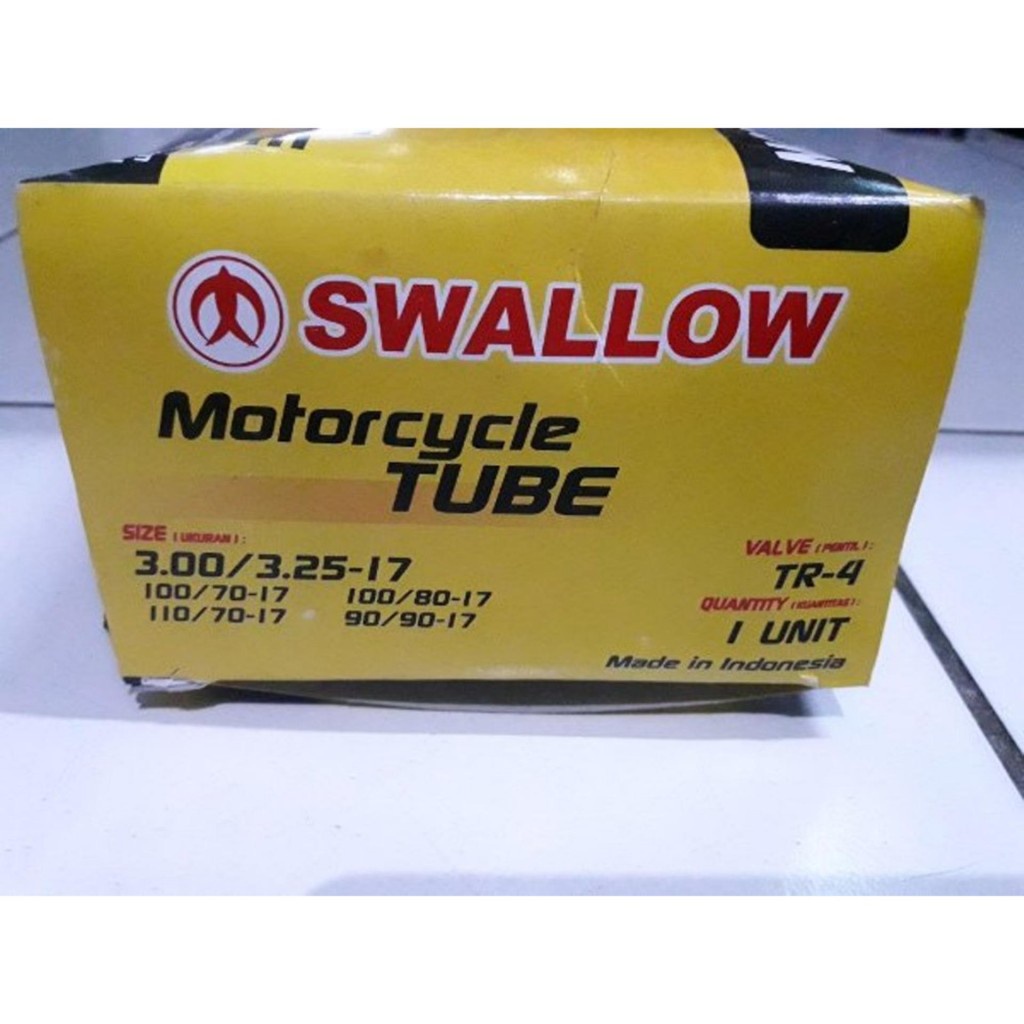 SWALLOW
Motorcycle
TUBE
SIZE (UKURAN) :
3.00/3.25-17
100/70-17 100/80-17
110/70-17 90/90-17
VALVE (PENTIL) :
TR-4
QUANTITY (KUANTITAS) :
1 UNIT
Made in Indonesia